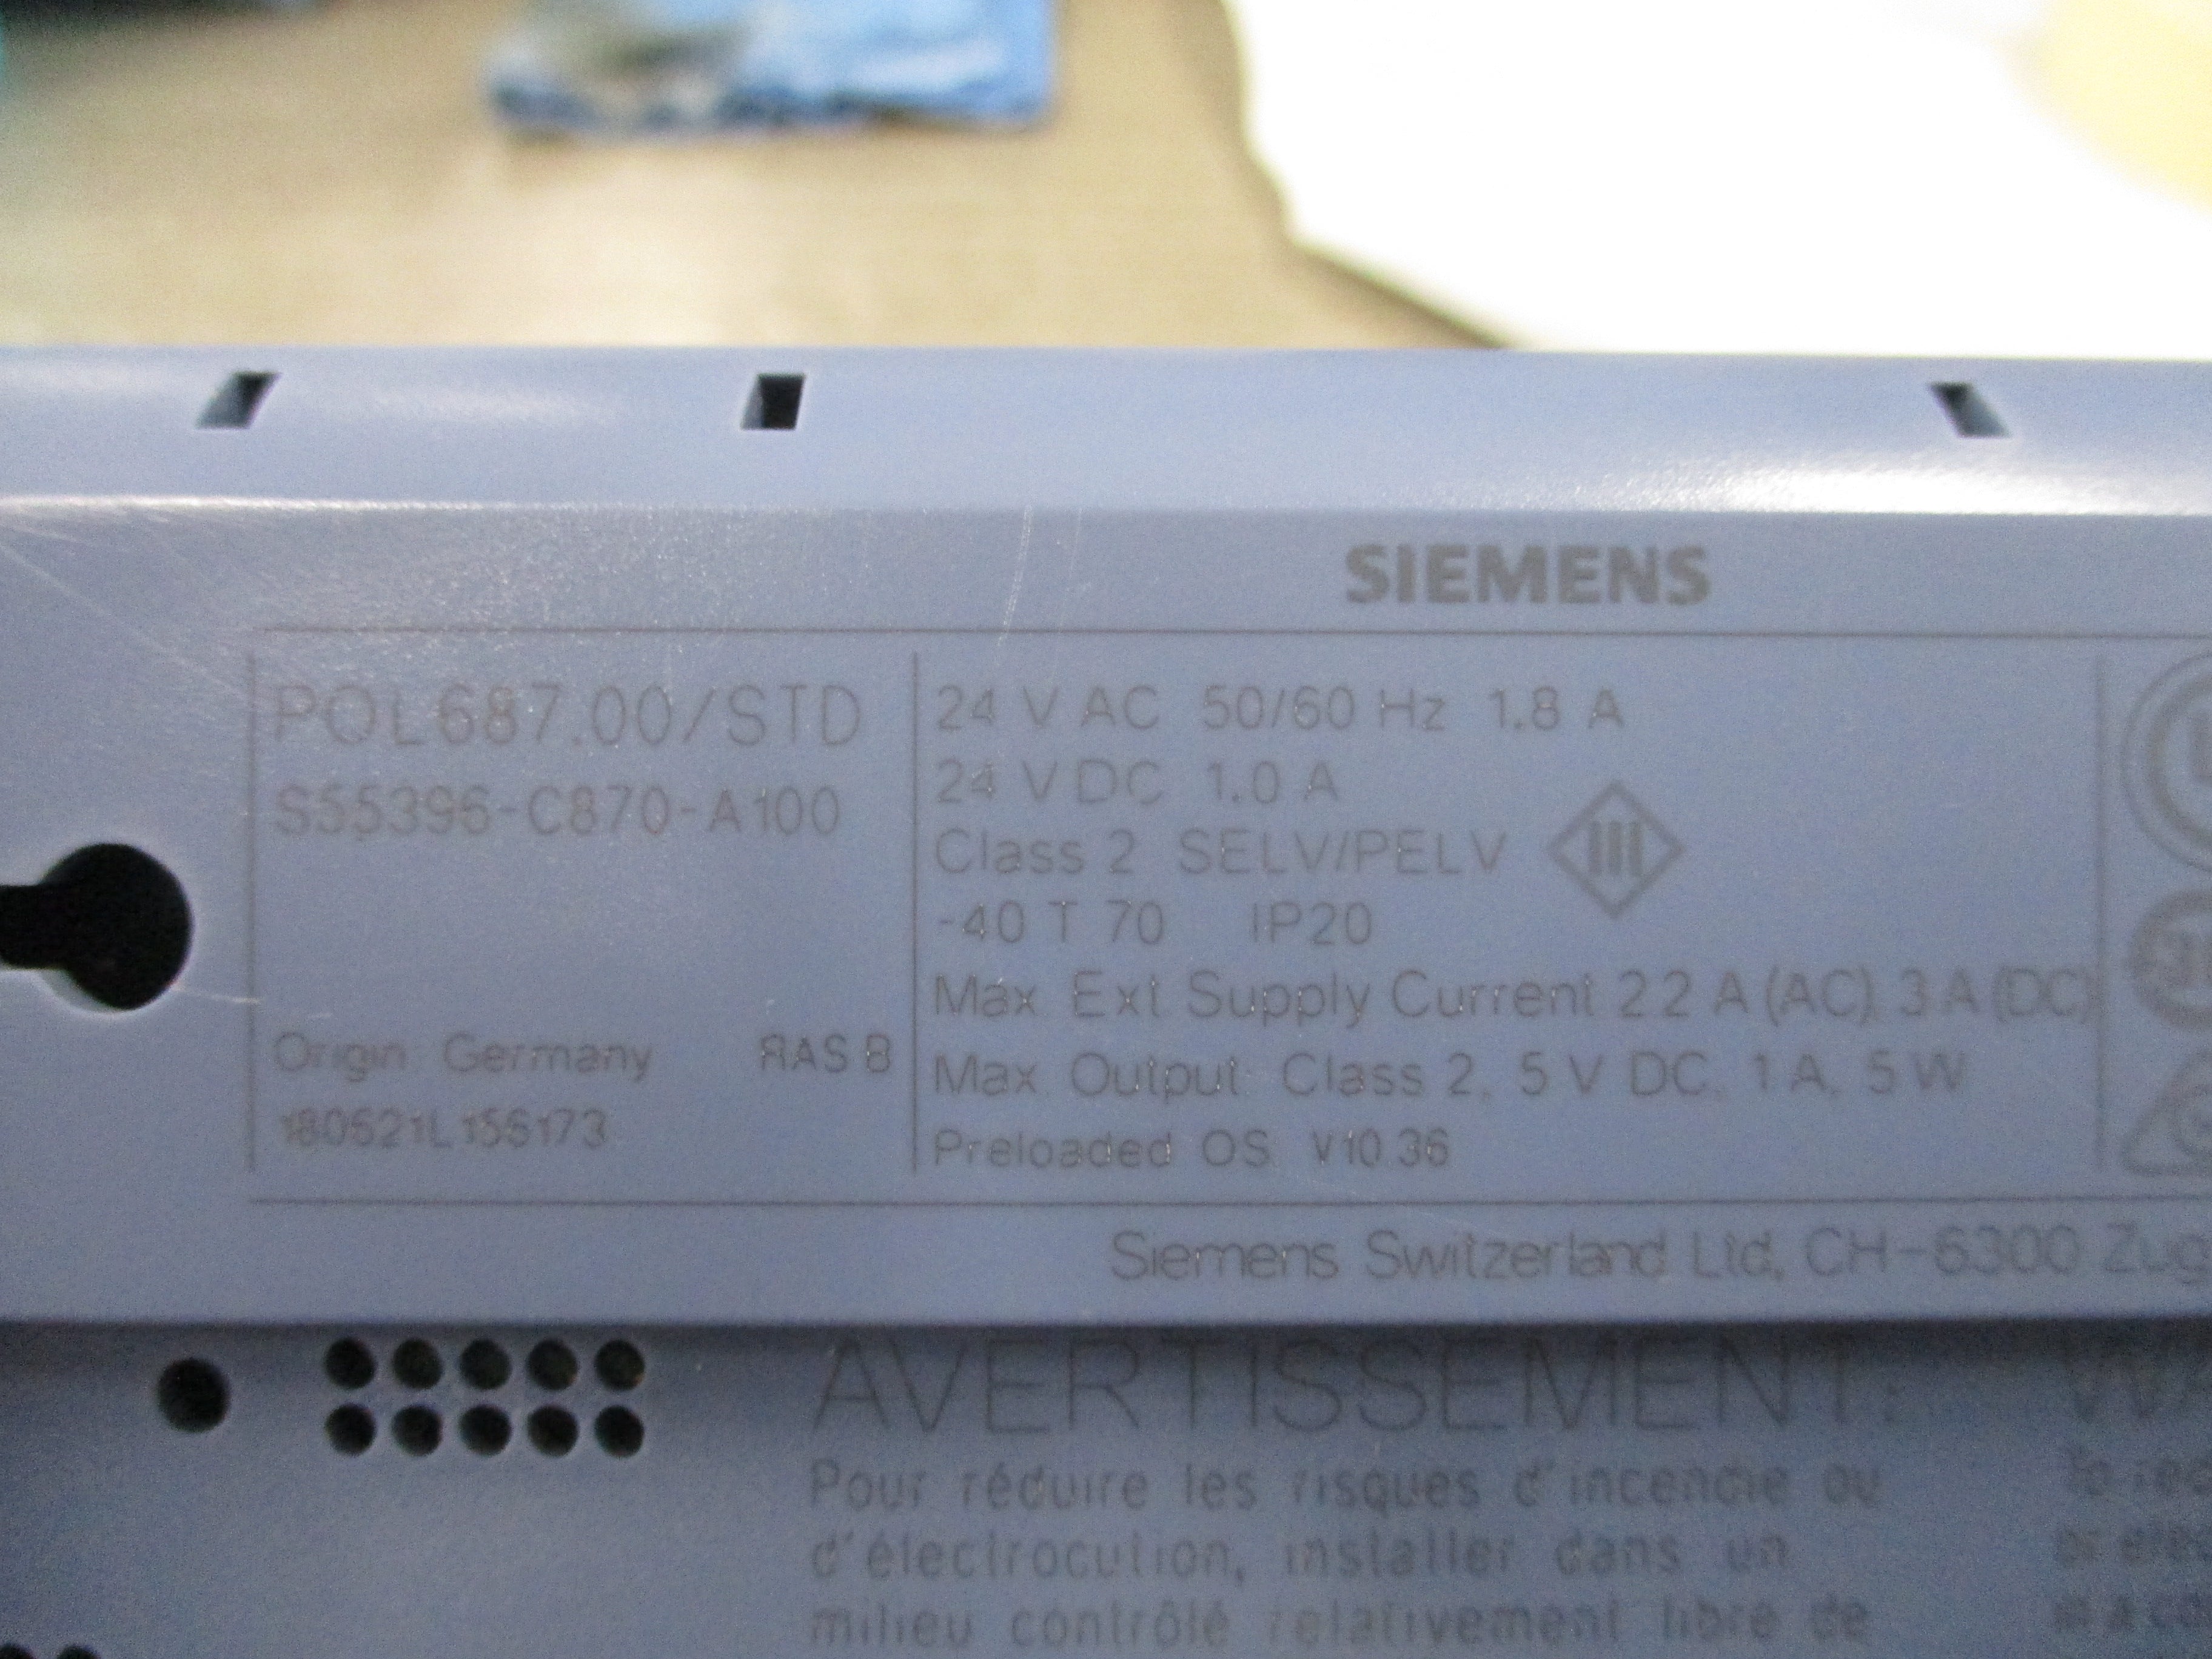 SIEMENS
POL687.00/STD
S55396-C870-A100
Origin: Germany RAS B
180621L156173
24 V AC 50/60 Hz 1.8 A
24 V DC 1.0 A
Class 2 SELV/PELV
-40 T 70 IP20
Max. Ext. Supply Current 22 A (AC), 3 A (DC)
Max. Output: Class 2, 5 V DC, 1 A, 5 W
Preloaded OS: V10.36
Siemens Switzerland Ltd, CH-6300 Zug
AVERTISSEMENT:
Pour réduire les risques d'incendie ou
d'électrocution, installer dans un
milieu contrôlé relativement libre de